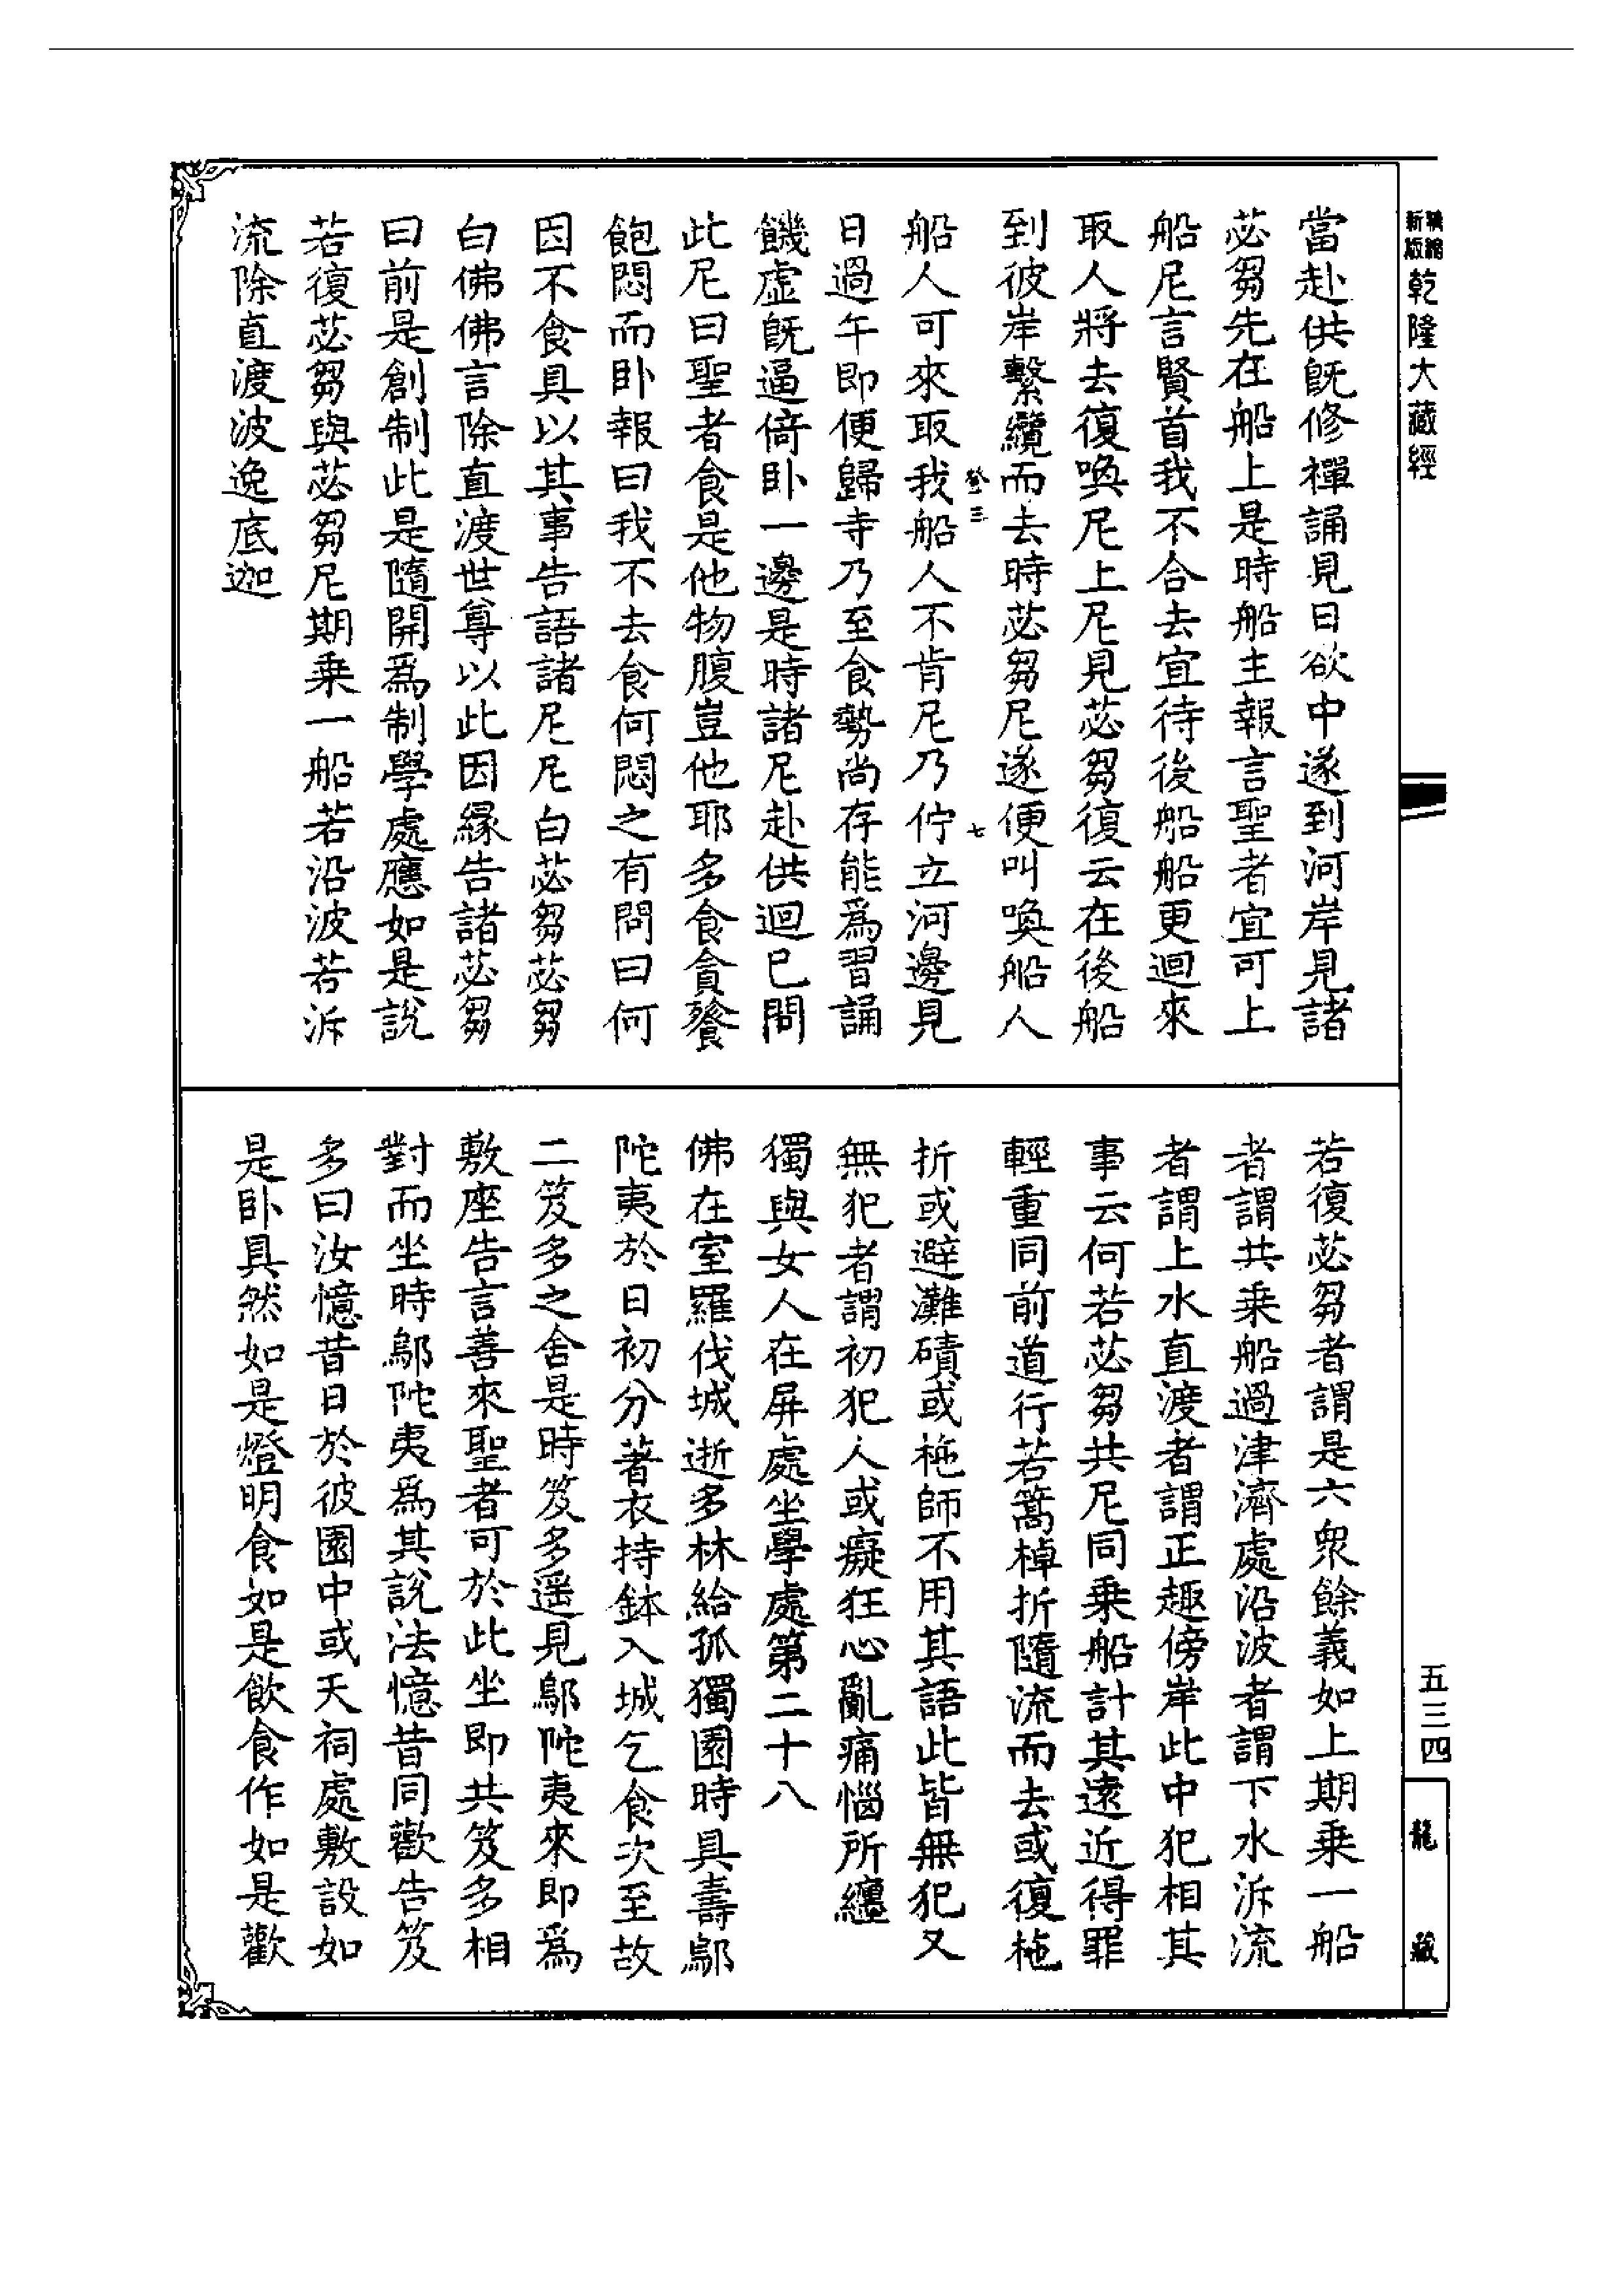 新版精縮乾隆大藏經
當赴供旣修禪誦見日欲中遂到河岸見諸
苾芻先在船上是時船主報言聖者宜可上
船尼言賢首我不合去宜待後船船更迴來
取人將去復喚尼上尼見苾芻復云在後船
到彼岸繫纜而去時苾芻尼遂便叫喚船人
癸三
七
船人可來取我船人不肯尼乃佇立河邊見
日過午即便歸寺乃至食勢尚存能爲習誦
饑虛旣逼倚卧一邊是時諸尼赴供迴已問
此尼曰聖者食是他物腹豈他耶多食貪餮
飽悶而卧報曰我不去食何悶之有問曰何
因不食具以其事告語諸尼尼白苾芻苾芻
白佛佛言除直渡世尊以此因緣告諸苾芻
曰前是創制此是隨開爲制學處應如是說
若復苾芻與苾芻尼期乘一船若沿波若泝
流除直渡波逸底迦
若復苾芻者謂是六衆餘義如上期乘一船
者謂共乘船過津濟處沿波者謂下水泝流
者謂上水直渡者謂正趣傍岸此中犯相其
事云何若苾芻共尼同乘船計其遠近得罪
輕重同前道行若篙棹折隨流而去或復柂
折或避灘磧或柂師不用其語此皆無犯又
無犯者謂初犯人或癡狂心亂痛惱所纏
獨與女人在屏處坐學處第二十八
佛在室羅伐城逝多林給孤獨園時具壽鄔
陀夷於日初分著衣持鉢入城乞食次至故
二笈多之舍是時笈多遥見鄔陀夷來即爲
敷座告言善來聖者可於此坐即共笈多相
對而坐時鄔陀夷爲其說法憶昔同歡告笈
多曰汝憶昔日於彼園中或天祠處敷設如
是卧具然如是燈明食如是飲食作如是歡
五三四
龍藏